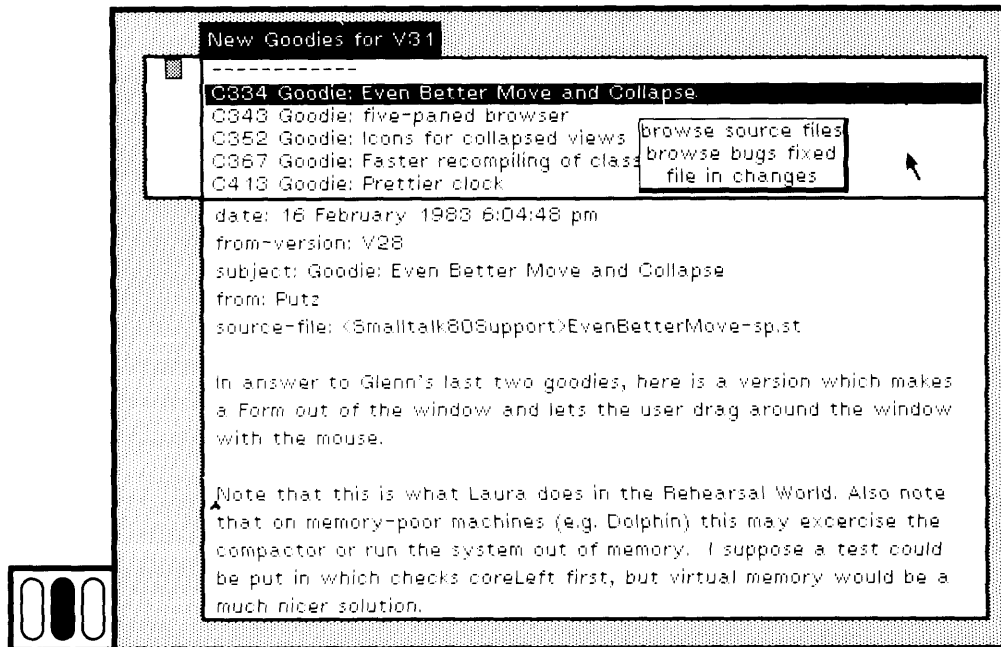 New Goodies for V31
------------
C334 Goodie: Even Better Move and Collapse
C343 Goodie: five-paned browser
C352 Goodie: Icons for collapsed views
C367 Goodie: Faster recompiling of class
C413 Goodie: Prettier clock
browse source files
browse bugs fixed
file in changes
date: 16 February 1983 6:04:48 pm
from-version: V28
subject: Goodie: Even Better Move and Collapse
from: Putz
source-file: <Smalltalk80Support>EvenBetterMove-sp.st
In answer to Glenn's last two goodies, here is a version which makes
a Form out of the window and lets the user drag around the window
with the mouse.
Note that this is what Laura does in the Rehearsal World. Also note
that on memory-poor machines (e.g. Dolphin) this may excercise the
compactor or run the system out of memory. I suppose a test could
be put in which checks coreLeft first, but virtual memory would be a
much nicer solution.